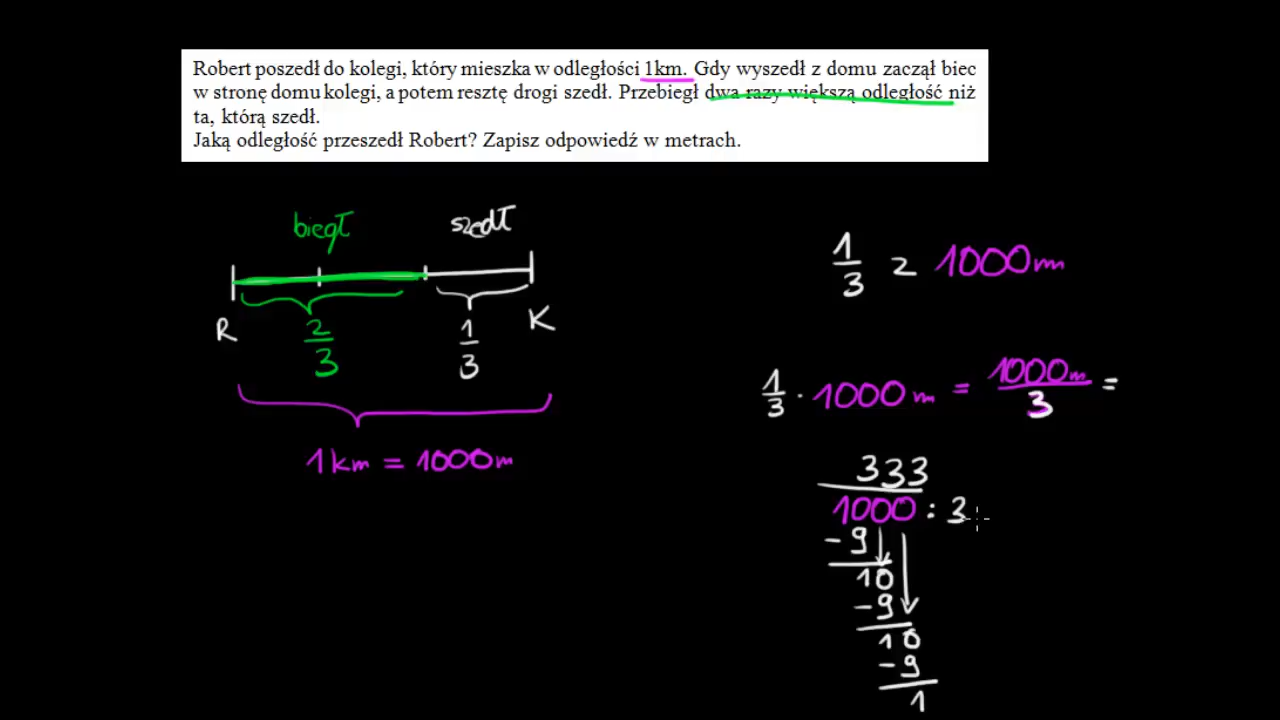 Robert poszedł do kolegi, który mieszka w odległości 1km. Gdy wyszedł z domu zaczął biec
w stronę domu kolegi, a potem resztę drogi szedł. Przebiegł dwa razy większą odległość niż
ta, którą szedł.
Jaką odległość przeszedł Robert? Zapisz odpowiedź w metrach.
biegł szedł
R K
2/3 1/3
1km = 1000m
1/3 z 1000m
1/3 · 1000m = 1000m/3 =
333
1000 : 3
-9
10
-9
10
-9
1